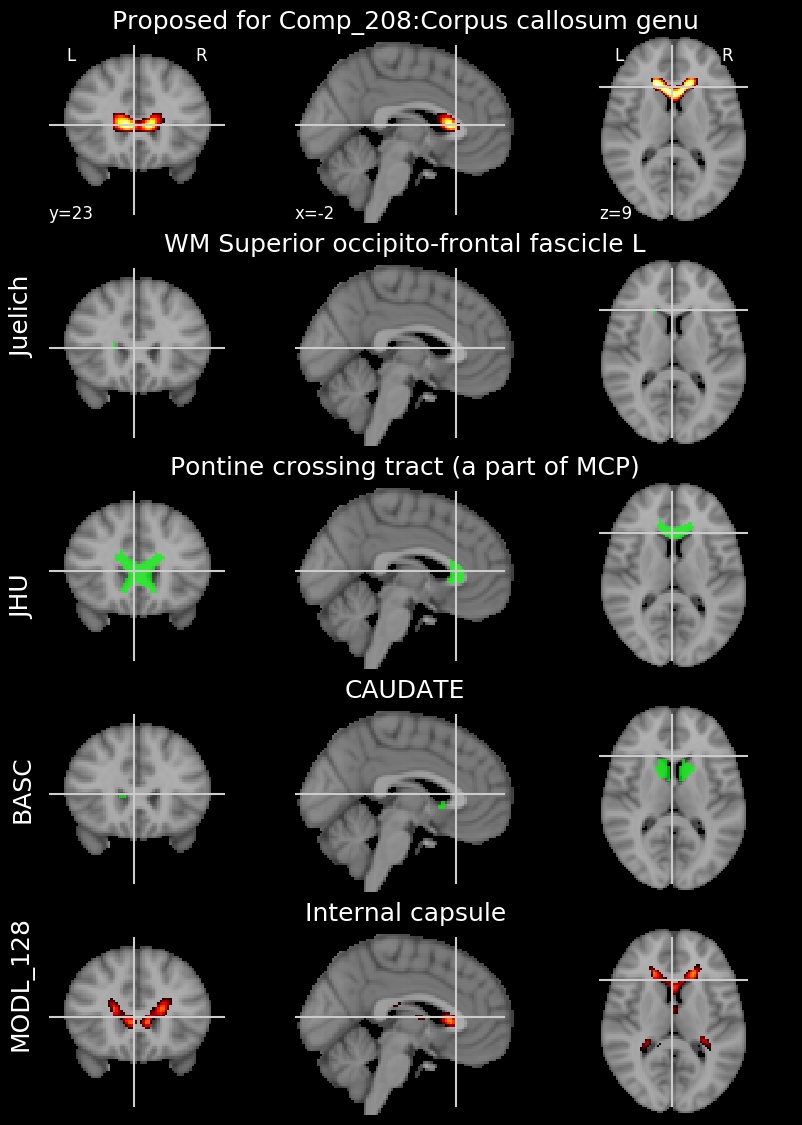 Proposed for Comp_208:Corpus callosum genu
L R L R
y=23 x=-2 z=9
WM Superior occipito-frontal fascicle L
Juelich
Pontine crossing tract (a part of MCP)
JHU
CAUDATE
BASC
Internal capsule
MODL_128